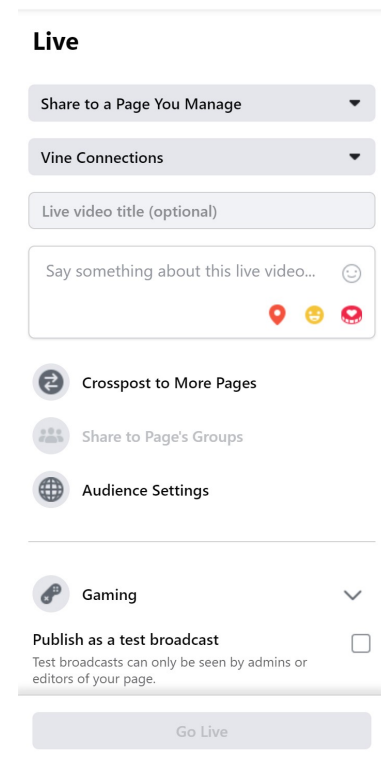 Live
Share to a Page You Manage
Vine Connections
Live video title (optional)
Say something about this live video...
Crosspost to More Pages
Share to Page's Groups
Audience Settings
Gaming
Publish as a test broadcast
Test broadcasts can only be seen by admins or
editors of your page.
Go Live